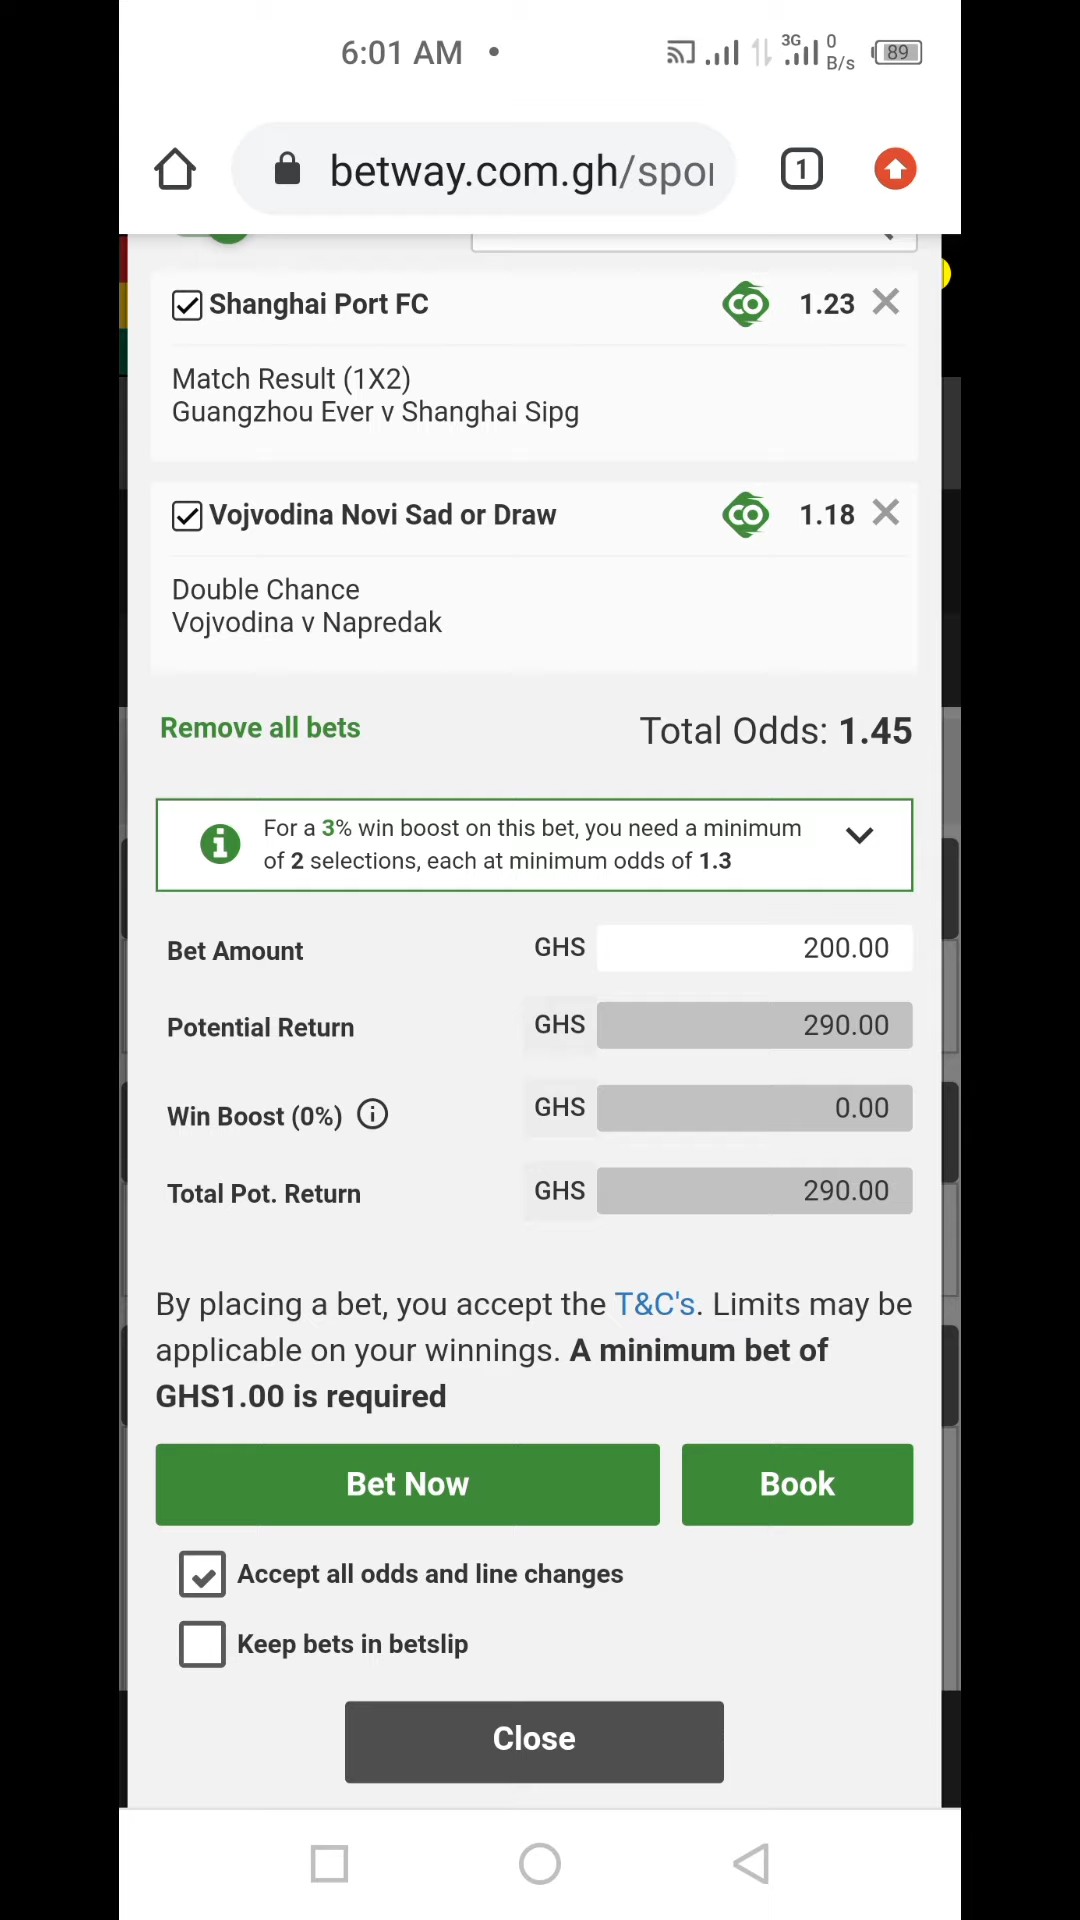 6:01 AM
3G
0
B/s
89
betway.com.gh/spor
1
Shanghai Port FC
1.23
Match Result (1X2)
Guangzhou Ever v Shanghai Sipg
Vojvodina Novi Sad or Draw
1.18
Double Chance
Vojvodina v Napredak
Remove all bets
Total Odds: 1.45
For a 3% win boost on this bet, you need a minimum
of 2 selections, each at minimum odds of 1.3
Bet Amount GHS 200.00
Potential Return GHS 290.00
Win Boost (0%) GHS 0.00
Total Pot. Return GHS 290.00
By placing a bet, you accept the T&C's. Limits may be
applicable on your winnings. A minimum bet of
GHS1.00 is required
Bet Now
Book
Accept all odds and line changes
Keep bets in betslip
Close